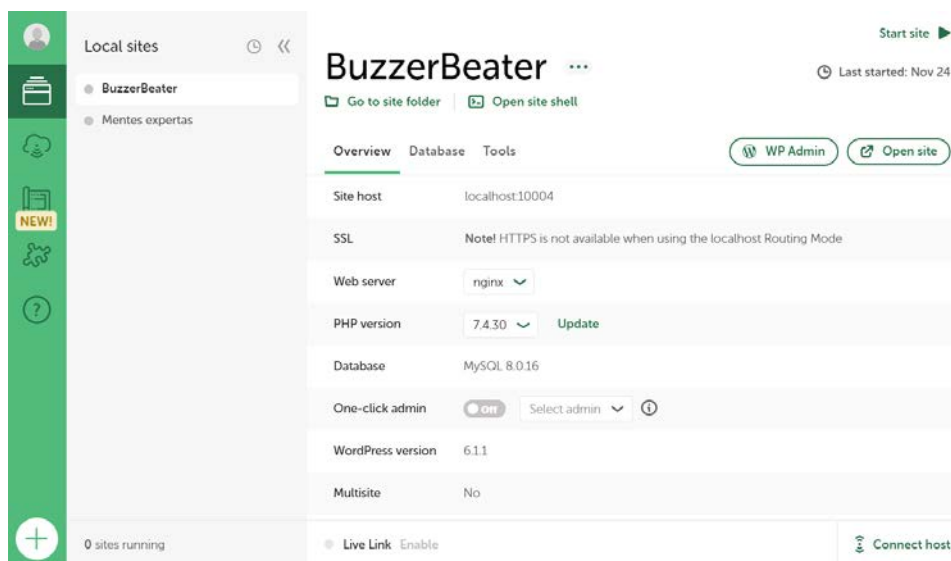 Local sites
BuzzerBeater
Mentes expertas
NEW!
?
0 sites running
Start site
BuzzerBeater ...
Last started: Nov 24
Go to site folder
Open site shell
Overview Database Tools
WP Admin
Open site
Site host localhost:10004
SSL Note! HTTPS is not available when using the localhost Routing Mode
Web server nginx
PHP version 7.4.30 Update
Database MySQL 8.0.16
One-click admin Off Select admin
WordPress version 6.1.1
Multisite No
Live Link Enable
Connect host